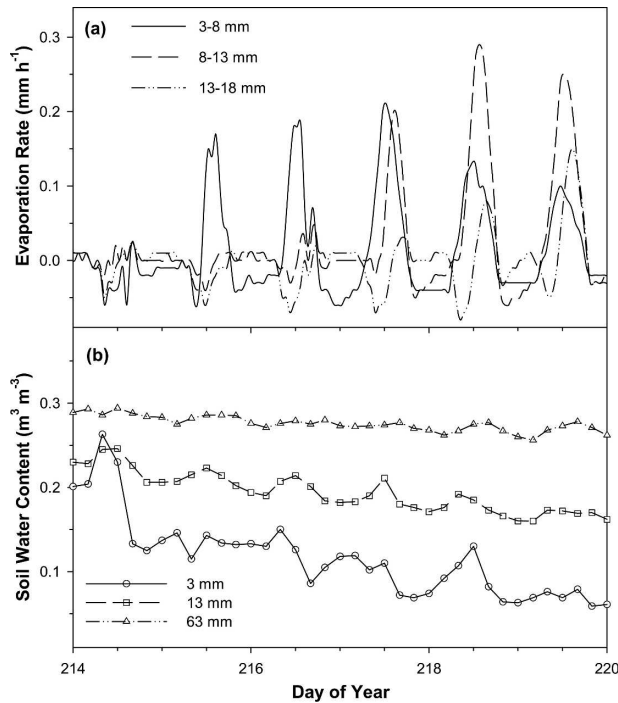 (a)
3-8 mm
8-13 mm
13-18 mm
Evaporation Rate (mm h⁻¹)
0.3
0.2
0.1
0.0
(b)
Soil Water Content (m³ m⁻³)
0.3
0.2
0.1
3 mm
13 mm
63 mm
214
216
218
220
Day of Year